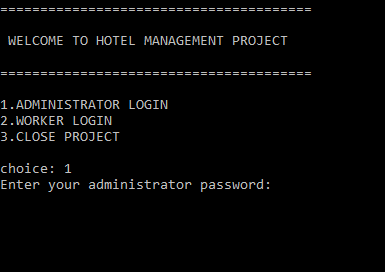 =======================================
WELCOME TO HOTEL MANAGEMENT PROJECT
=======================================
1.ADMINISTRATOR LOGIN
2.WORKER LOGIN
3.CLOSE PROJECT
choice: 1
Enter your administrator password: